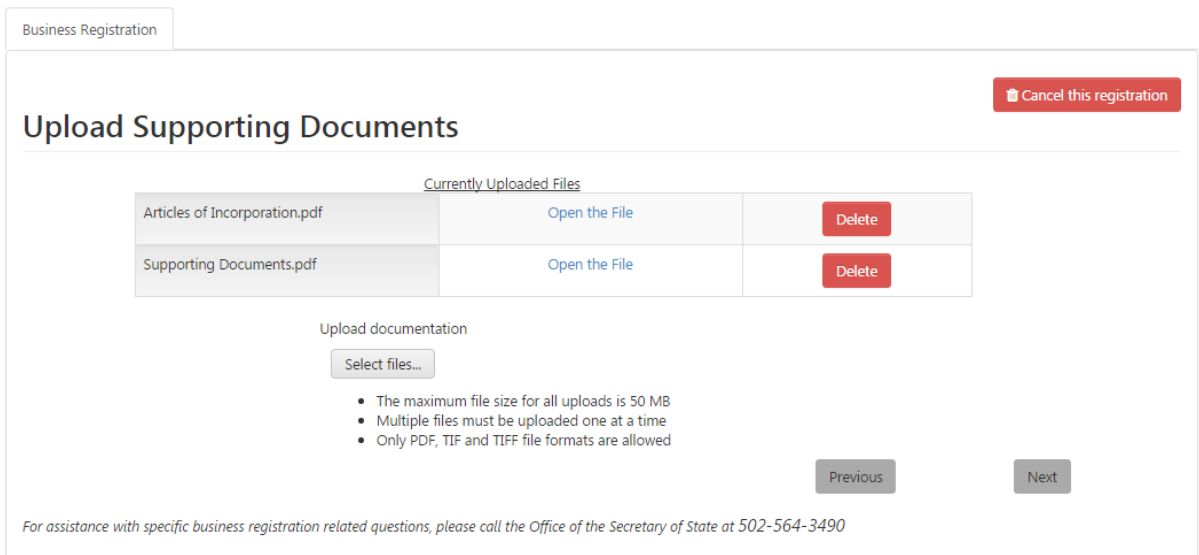 Business Registration
Cancel this registration
Upload Supporting Documents
Currently Uploaded Files
Articles of Incorporation.pdf Open the File Delete
Supporting Documents.pdf Open the File Delete
Upload documentation
Select files...
• The maximum file size for all uploads is 50 MB
• Multiple files must be uploaded one at a time
• Only PDF, TIF and TIFF file formats are allowed
Previous Next
For assistance with specific business registration related questions, please call the Office of the Secretary of State at 502-564-3490